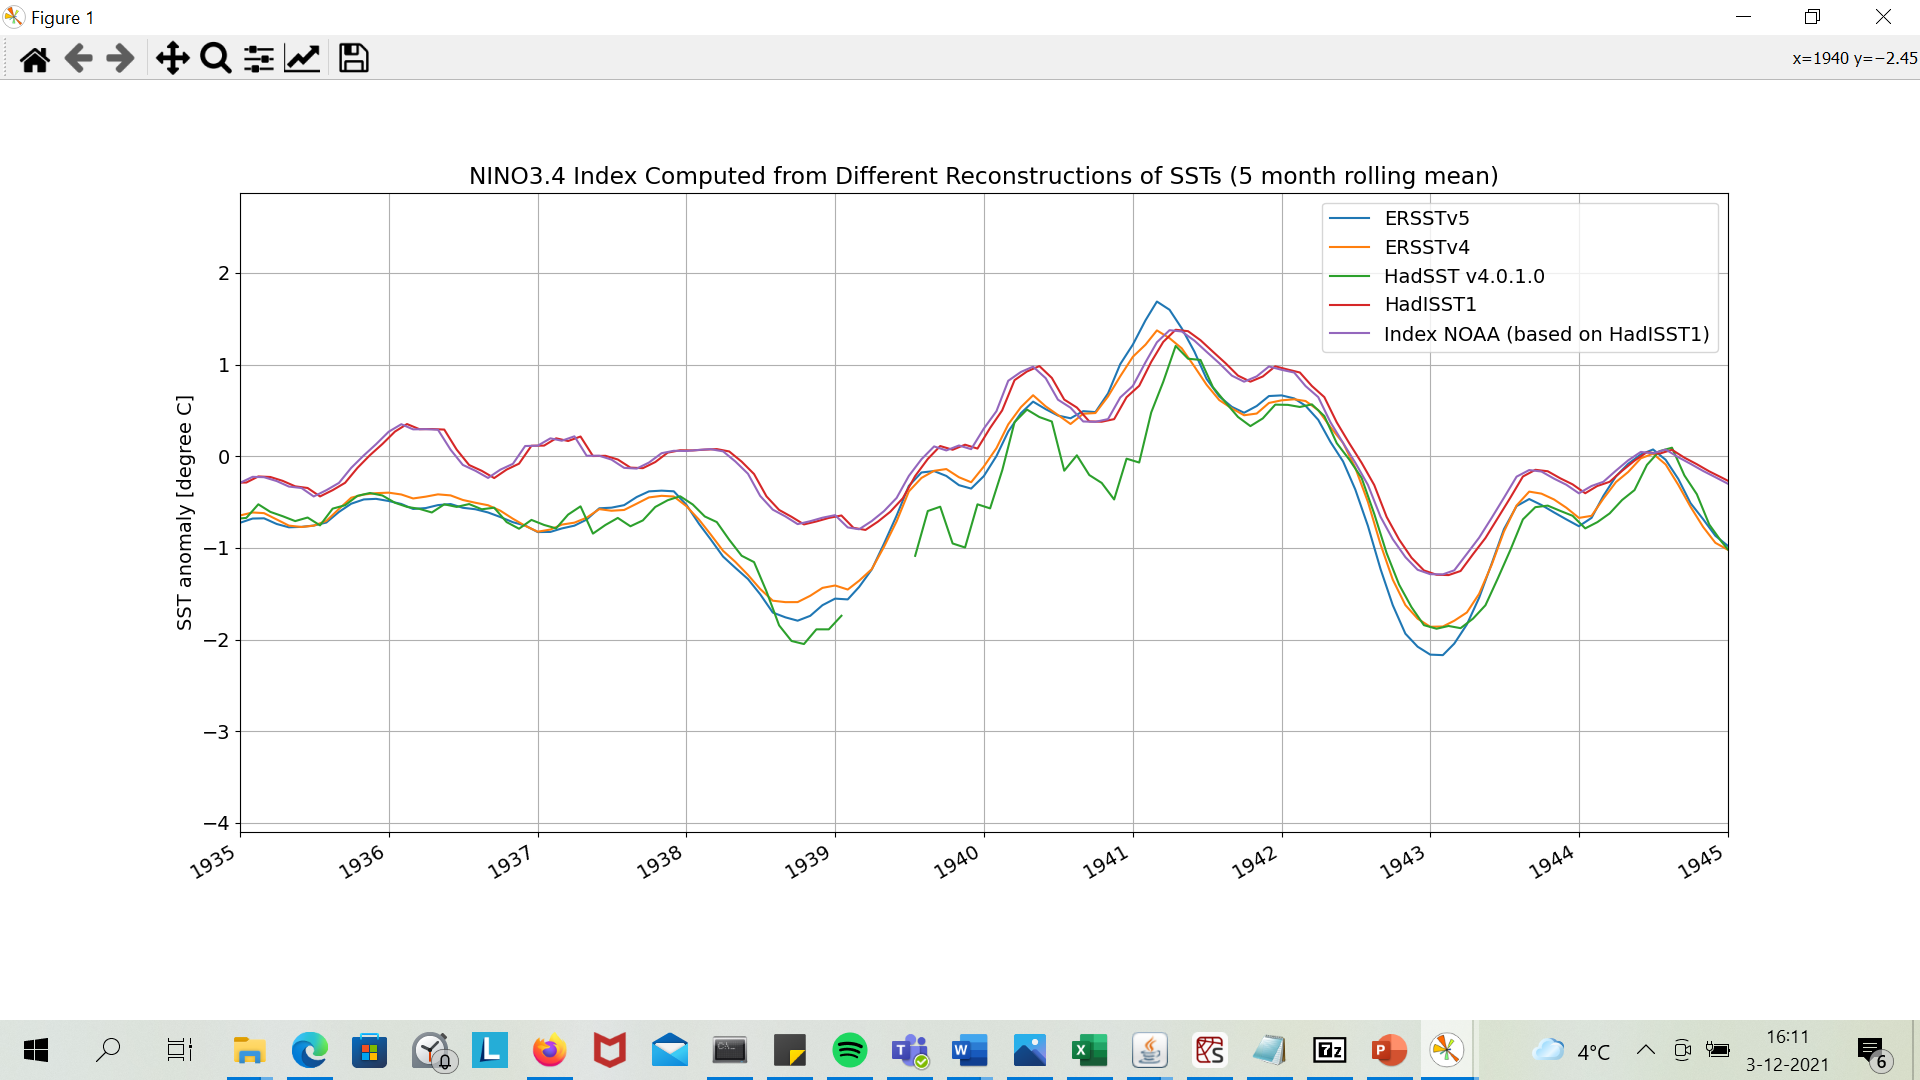 Figure 1
x=1940 y=−2.45
NINO3.4 Index Computed from Different Reconstructions of SSTs (5 month rolling mean)
ERSSTv5
ERSSTv4
HadSST v4.0.1.0
HadISST1
Index NOAA (based on HadISST1)
SST anomaly [degree C]
2
1
0
−1
−2
−3
−4
1935
1936
1937
1938
1939
1940
1941
1942
1943
1944
1945
L
C:\_
T
W
X
S
7z
P
4°C
16:11
3-12-2021
6